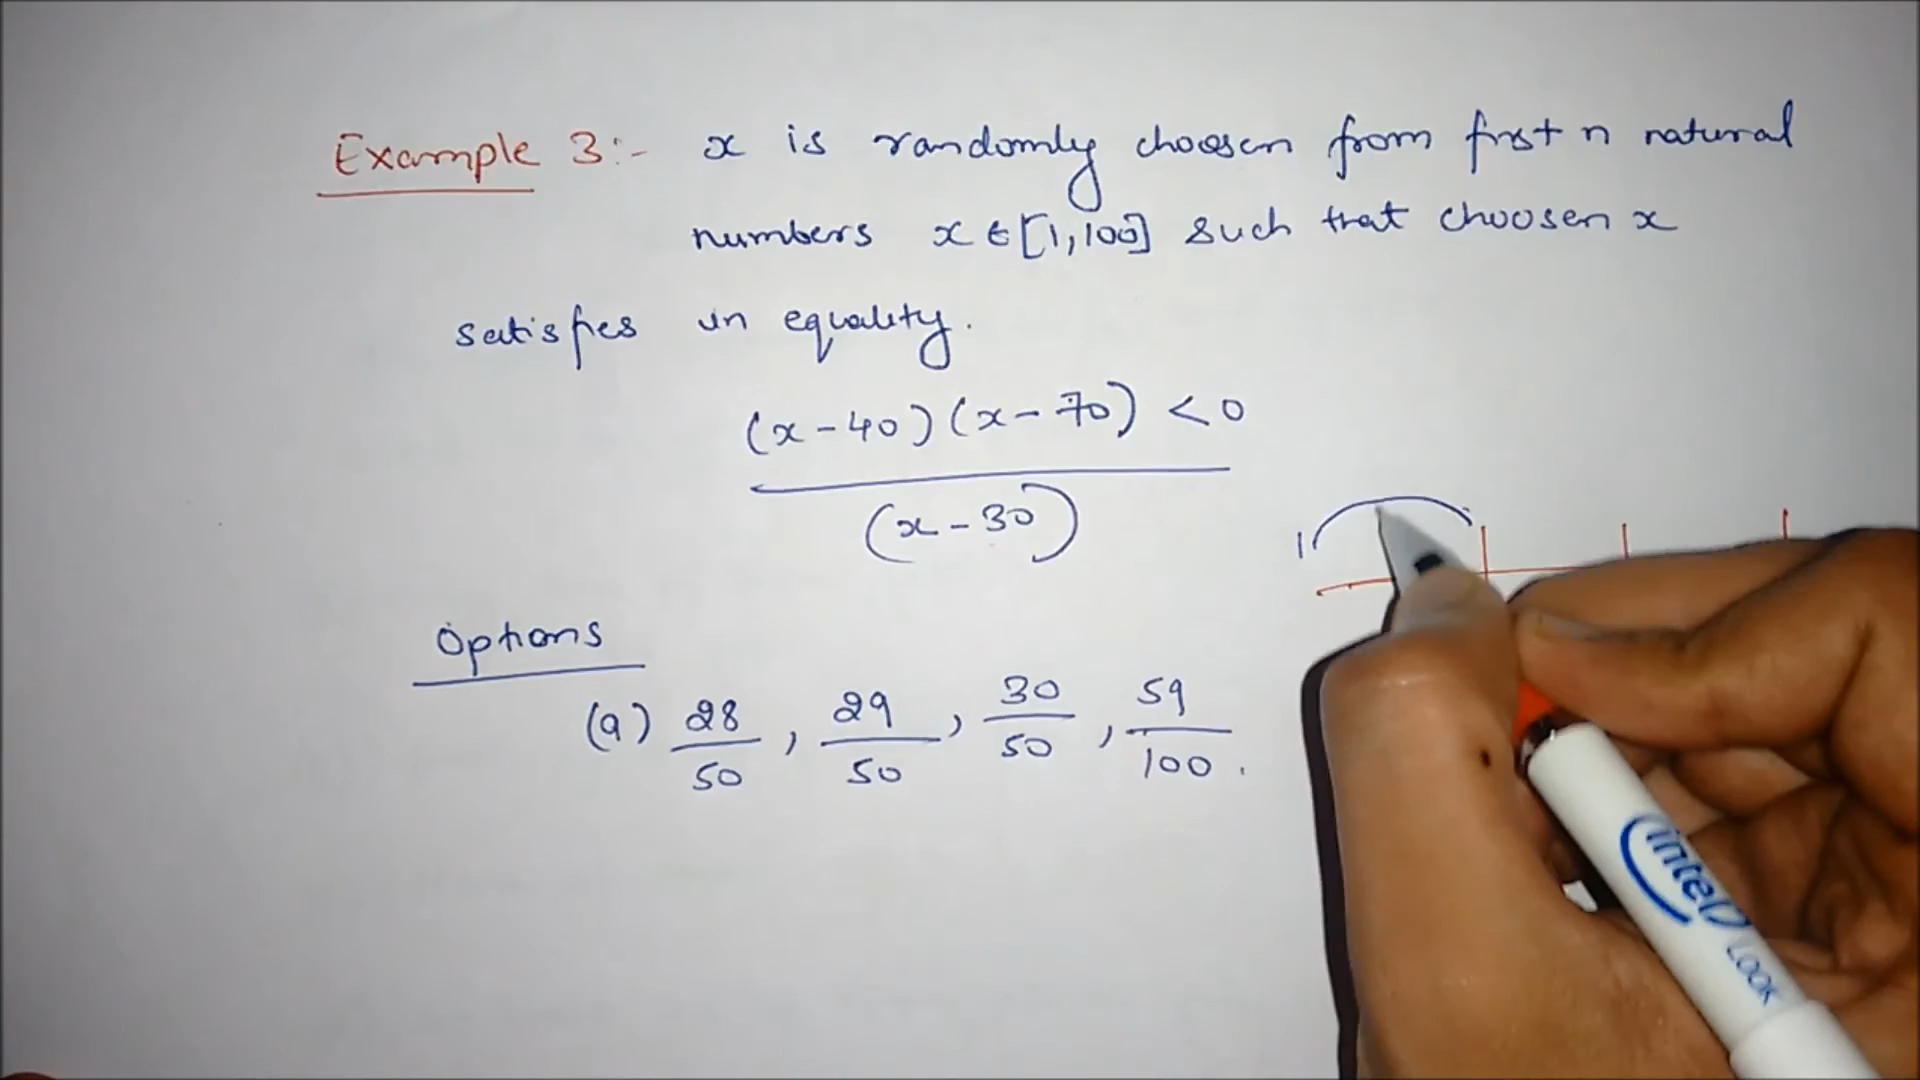 Example 3:- x is randomly choosen from first n natural
numbers x ∈ [1,100] such that choosen x
satisfies in equality.
(x-40)(x-70) < 0
(x-30)
1
Options
(a) 28/50, 29/50, 30/50, 59/100.
intel
LOOK